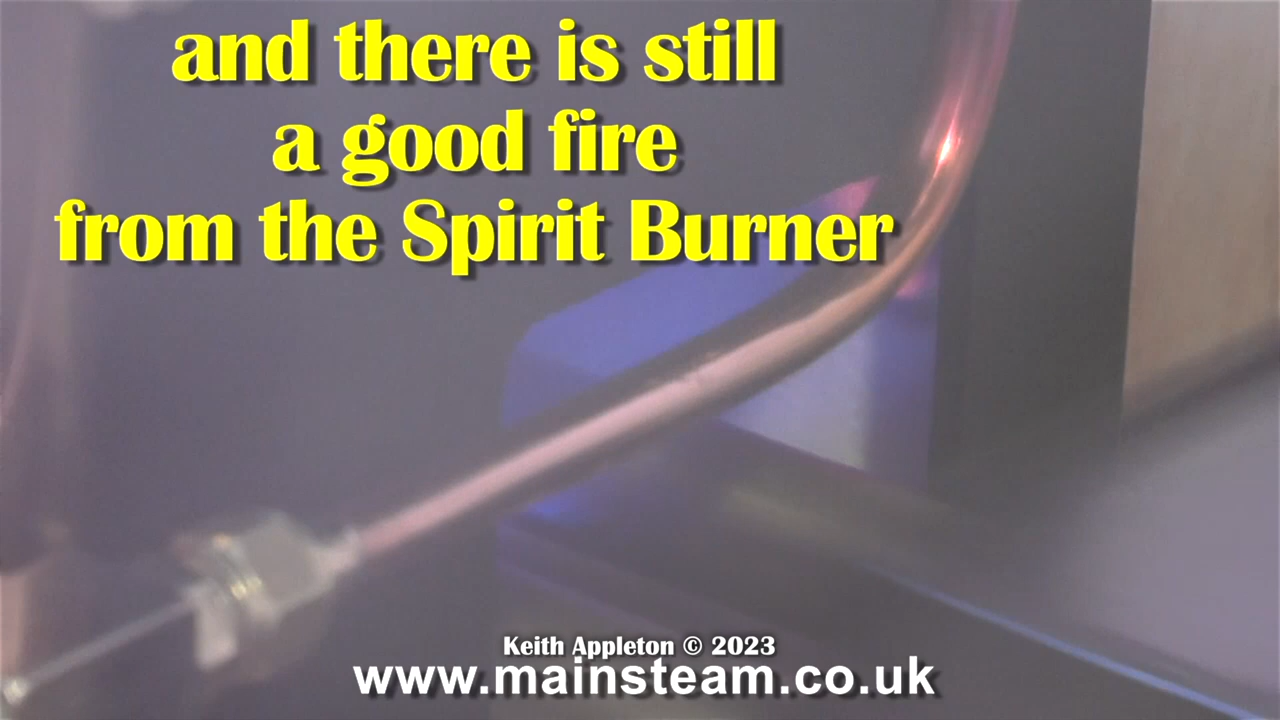 and there is still
a good fire
from the Spirit Burner
Keith Appleton © 2023
www.mainsteam.co.uk